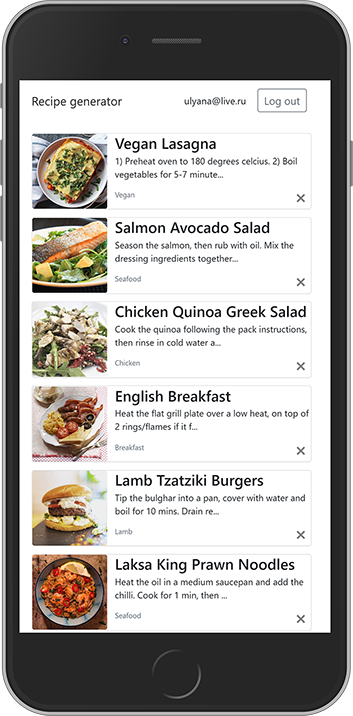 Recipe generator
ulyana@live.ru
Log out
Vegan Lasagna
1) Preheat oven to 180 degrees celcius. 2) Boil
vegetables for 5-7 minute...
Vegan
Salmon Avocado Salad
Season the salmon, then rub with oil. Mix the
dressing ingredients together...
Seafood
Chicken Quinoa Greek Salad
Cook the quinoa following the pack instructions,
then rinse in cold water a...
Chicken
English Breakfast
Heat the flat grill plate over a low heat, on top of
2 rings/flames if it f...
Breakfast
Lamb Tzatziki Burgers
Tip the bulghar into a pan, cover with water and
boil for 10 mins. Drain re...
Lamb
Laksa King Prawn Noodles
Heat the oil in a medium saucepan and add the
chilli. Cook for 1 min, then ...
Seafood